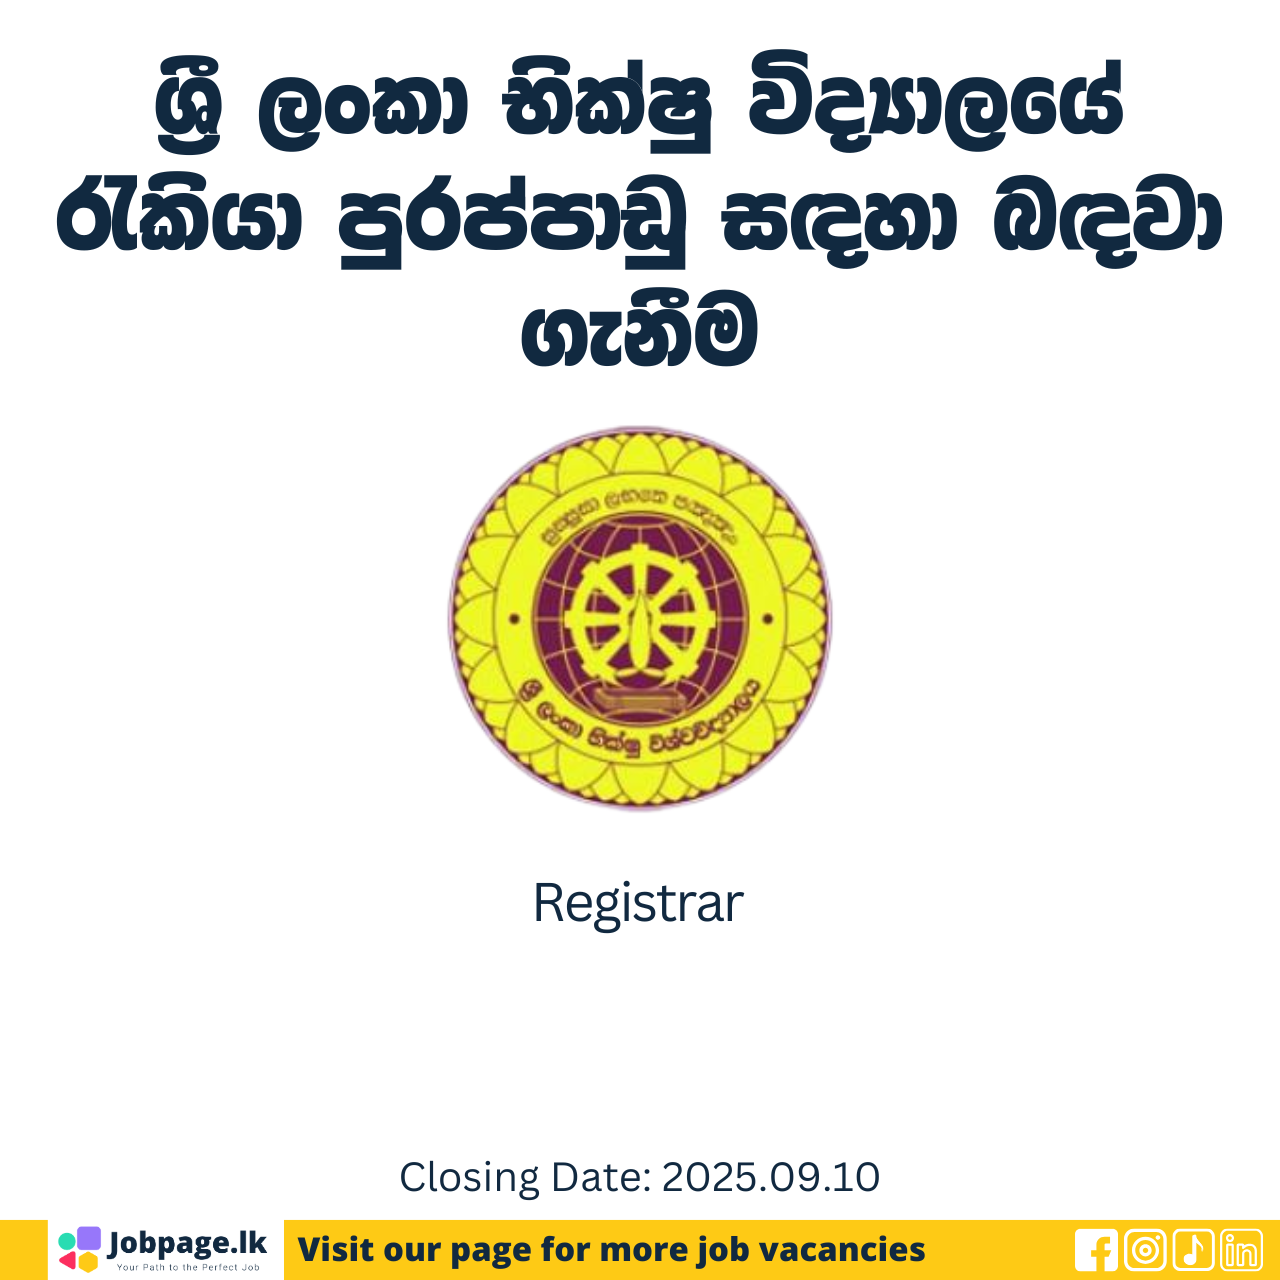 ශ්‍රී ලංකා භික්ෂු විද්‍යාලයේ
රැකියා පුරප්පාඩු සඳහා බඳවා
ගැනීම
ශ්‍රී ලංකා භික්ෂු විශ්වවිද්‍යාලය
Registrar
Closing Date: 2025.09.10
Jobpage.lk
Your Path to the Perfect Job
Visit our page for more job vacancies